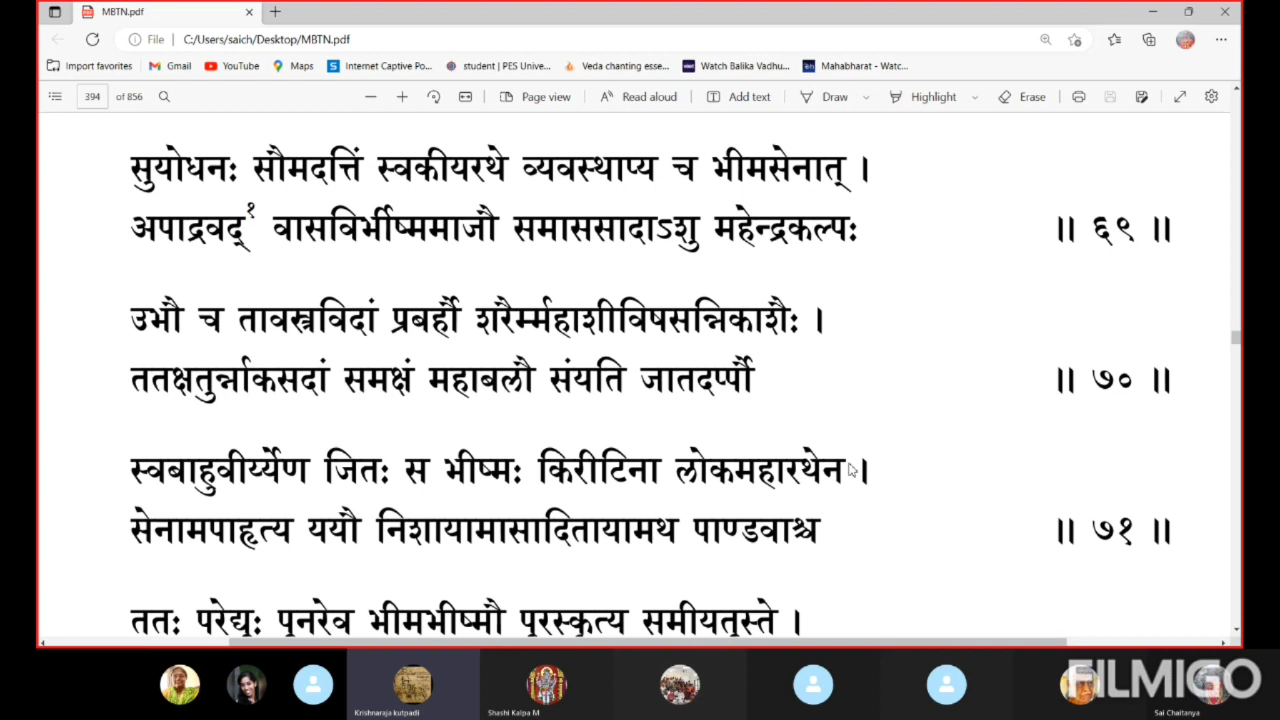 MBTN.pdf
File
C:/Users/saich/Desktop/MBTN.pdf
Import favorites Gmail YouTube Maps Internet Captive Po... student | PES Unive... Veda chanting esse... Watch Balika Vadhu... Mahabharat - Watc...
394 of 856 Page view Read aloud Add text Draw Highlight Erase
सुयोधनः सौमदत्तिं स्वकीयरथे व्यवस्थाप्य च भीमसेनात् ।
अपाद्रवद्१ वासविर्भीष्ममाजौ समाससादाऽशु महेन्द्रकल्पः ॥ ६९ ॥
उभौ च तावस्त्रविदां प्रबर्हौ शरैर्म्महाशीविषसन्निकाशैः ।
ततक्षतुर्न्नाकसदां समक्षं महाबलौ संयति जातदर्प्पौ ॥ ७० ॥
स्वबाहुवीर्य्येण जितः स भीष्मः किरीटिना लोकमहारथेन ।
सेनामपाहृत्य ययौ निशायामासादितायामथ पाण्डवाश्च ॥ ७१ ॥
ततः परेद्युः पुनरेव भीमभीष्मौ पुरस्कृत्य समीयतुस्ते ।
FILMIGO
Krishnaraja kutpadi
Shashi Kalpa M
Sai Chaitanya